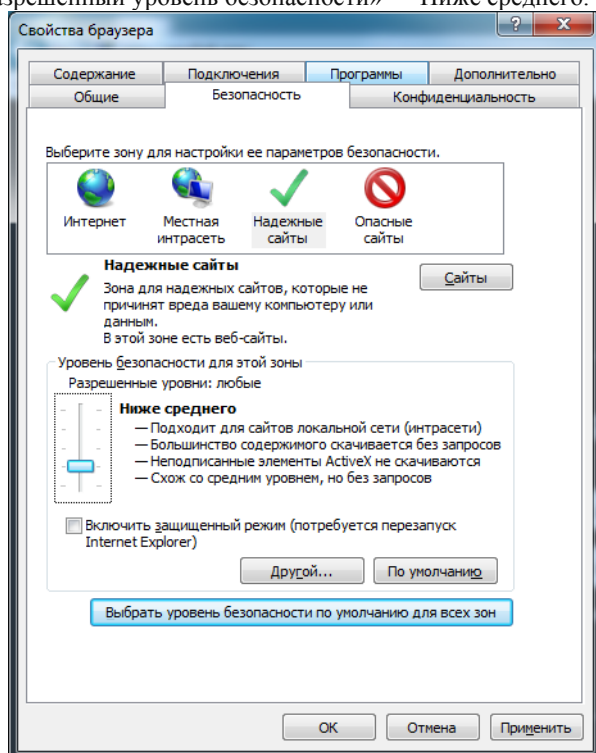 зрешенный уровень безопасности» — Ниже среднего.
Свойства браузера
Содержание Подключения Программы Дополнительно
Общие Безопасность Конфиденциальность
Выберите зону для настройки ее параметров безопасности.
Интернет Местная интрасеть Надежные сайты Опасные сайты
Надежные сайты
Сайты
Зона для надежных сайтов, которые не
причинят вреда вашему компьютеру или
данным.
В этой зоне есть веб-сайты.
Уровень безопасности для этой зоны
Разрешенные уровни: любые
Ниже среднего
— Подходит для сайтов локальной сети (интрасети)
— Большинство содержимого скачивается без запросов
— Неподписанные элементы ActiveX не скачиваются
— Схож со средним уровнем, но без запросов
Включить защищенный режим (потребуется перезапуск
Internet Explorer)
Другой... По умолчанию
Выбрать уровень безопасности по умолчанию для всех зон
ОК Отмена Применить